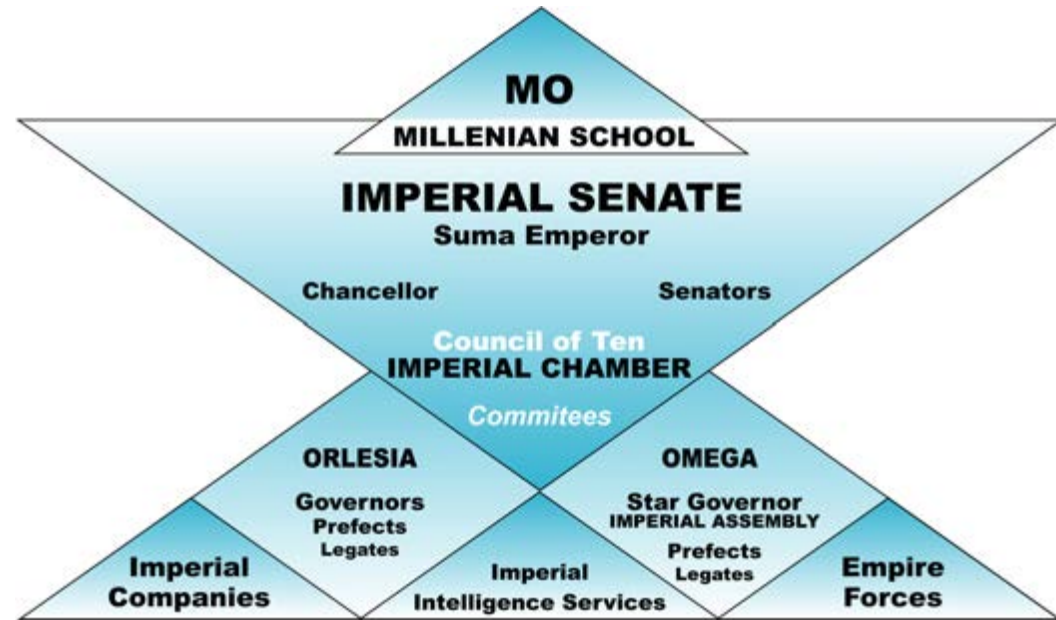 MO
MILLENIAN SCHOOL
IMPERIAL SENATE
Suma Emperor
Chancellor
Senators
Council of Ten
IMPERIAL CHAMBER
Commitees
ORLESIA
Governors
Prefects
Legates
OMEGA
Star Governor
IMPERIAL ASSEMBLY
Prefects
Legates
Imperial
Companies
Imperial
Intelligence Services
Empire
Forces